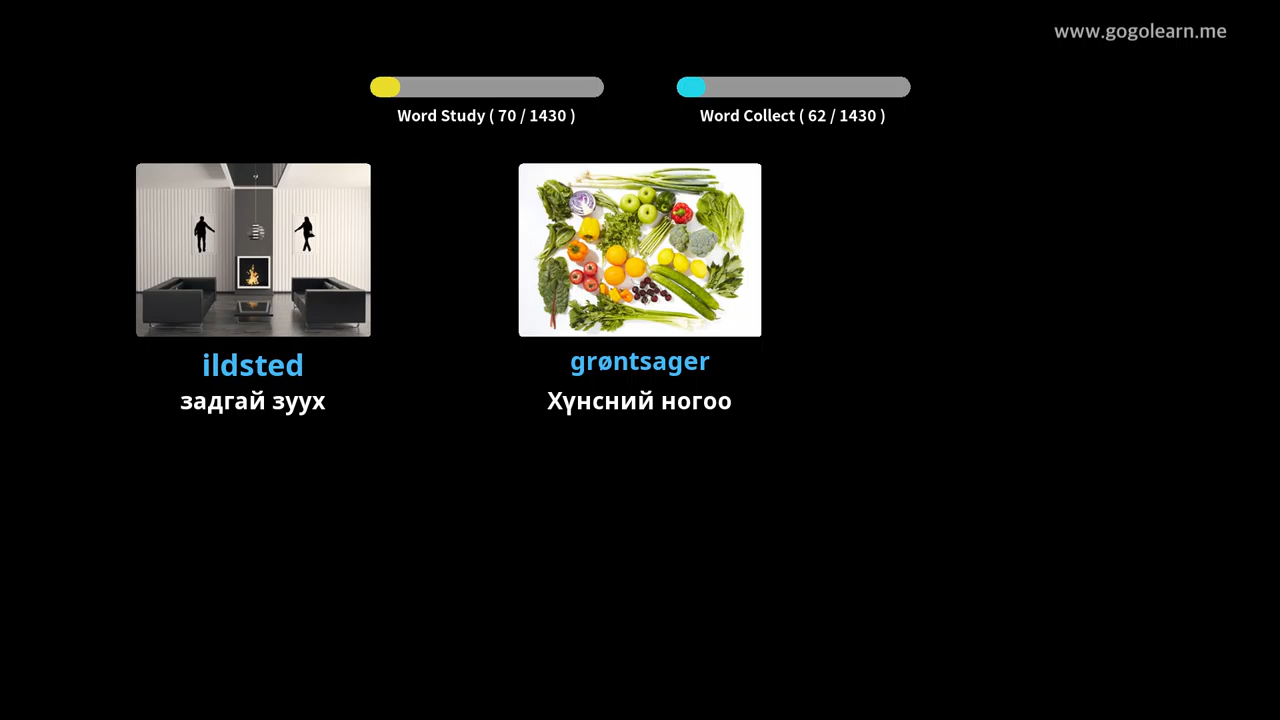 www.gogolearn.me
Word Study ( 70 / 1430 )
Word Collect ( 62 / 1430 )
ildsted
grøntsager
задгай зуух
Хүнсний ногоо